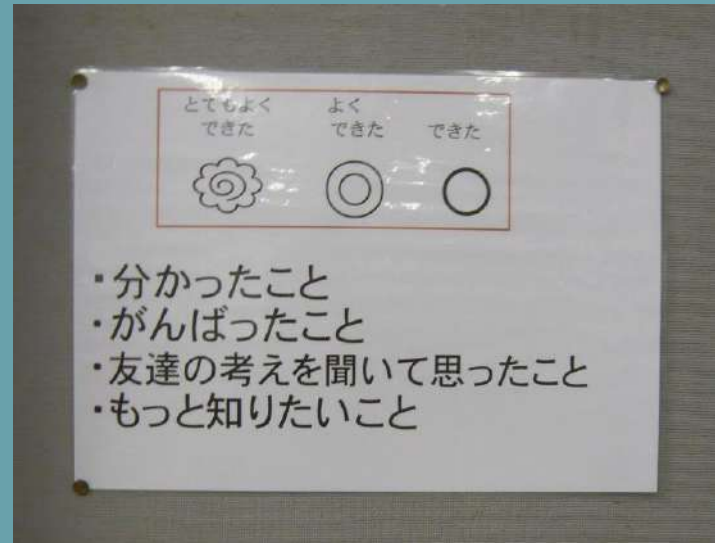 とてもよく
できた
よく
できた
できた
・分かったこと
・がんばったこと
・友達の考えを聞いて思ったこと
・もっと知りたいこと